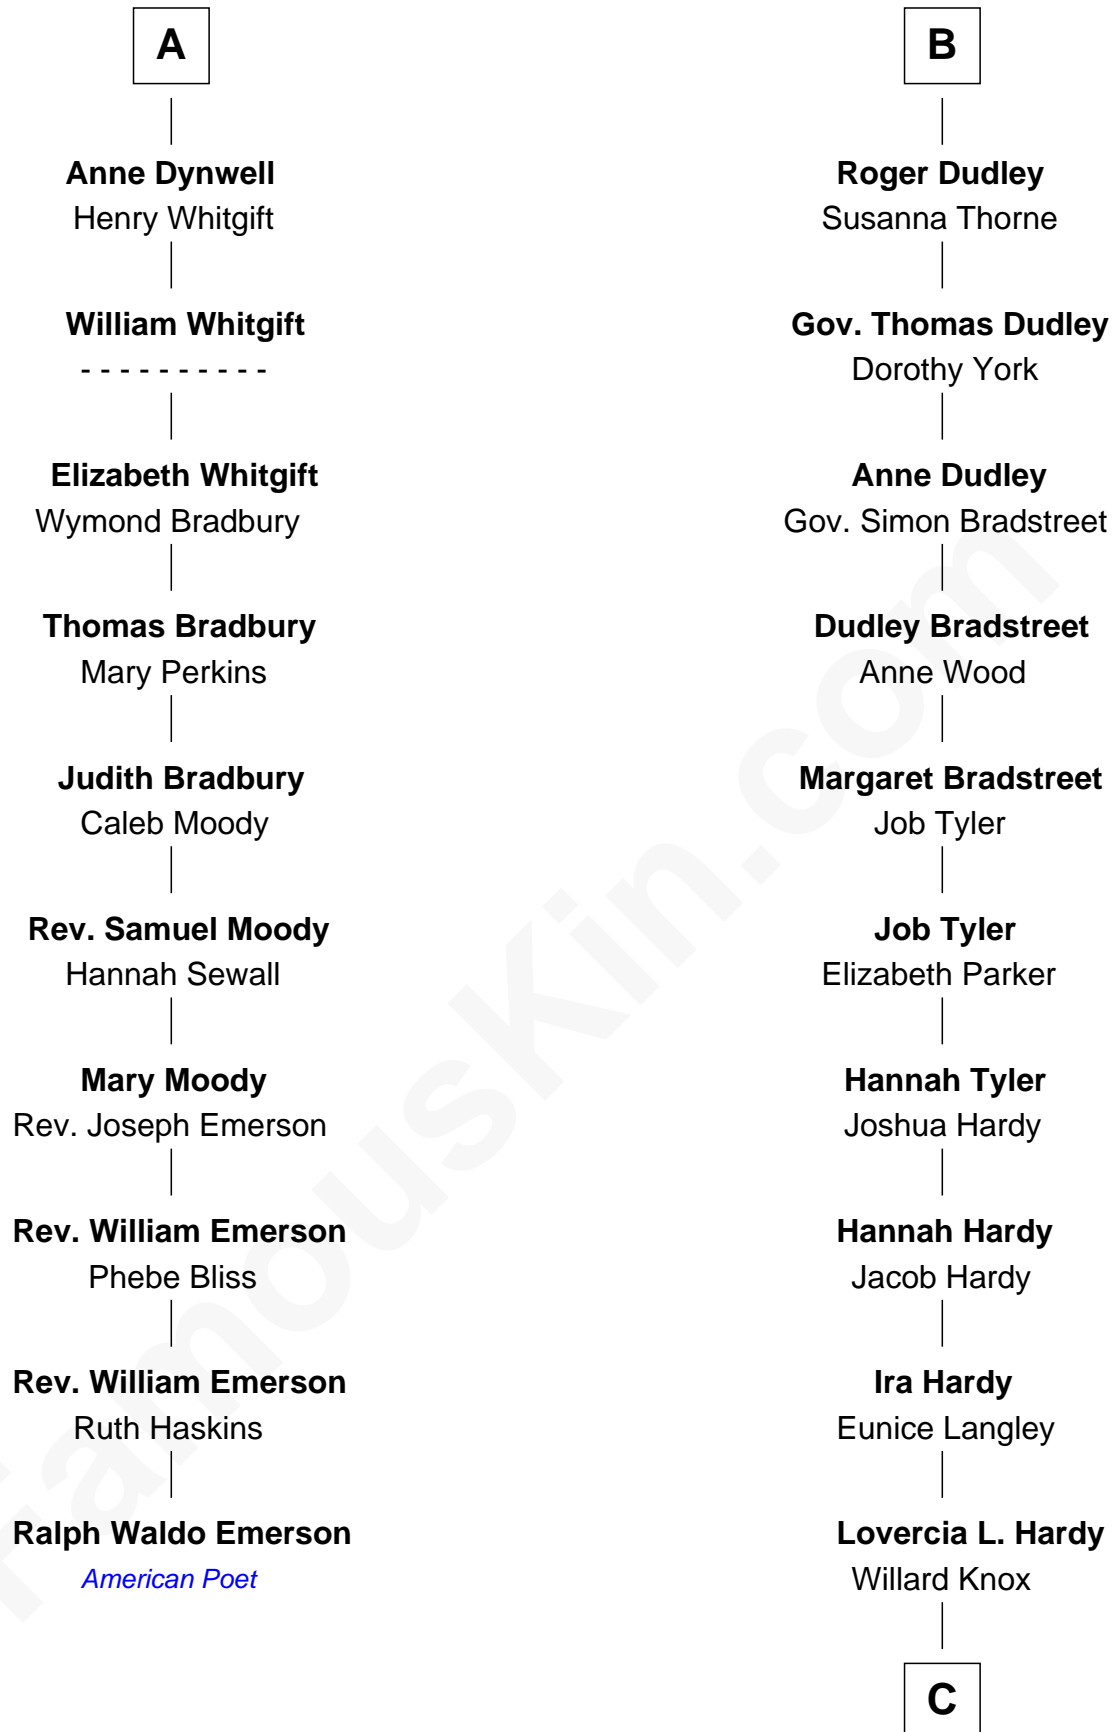 A
Anne Dynwell
Henry Whitgift
William Whitgift
- - - - - - - - - -
Elizabeth Whitgift
Wymond Bradbury
Thomas Bradbury
Mary Perkins
Judith Bradbury
Caleb Moody
Rev. Samuel Moody
Hannah Sewall
Mary Moody
Rev. Joseph Emerson
Rev. William Emerson
Phebe Bliss
Rev. William Emerson
Ruth Haskins
Ralph Waldo Emerson
American Poet
B
Roger Dudley
Susanna Thorne
Gov. Thomas Dudley
Dorothy York
Anne Dudley
Gov. Simon Bradstreet
Dudley Bradstreet
Anne Wood
Margaret Bradstreet
Job Tyler
Job Tyler
Elizabeth Parker
Hannah Tyler
Joshua Hardy
Hannah Hardy
Jacob Hardy
Ira Hardy
Eunice Langley
Lovercia L. Hardy
Willard Knox
C
FamousKin.com